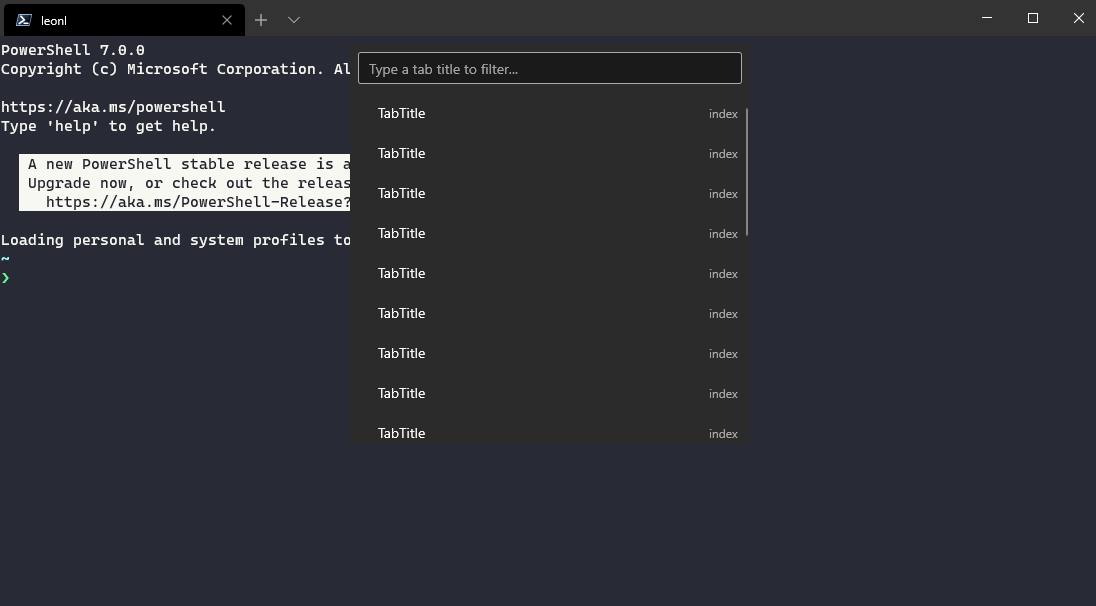 leonl
PowerShell 7.0.0
Copyright (c) Microsoft Corporation. Al
https://aka.ms/powershell
Type 'help' to get help.
A new PowerShell stable release is a
Upgrade now, or check out the releas
https://aka.ms/PowerShell-Release?
Loading personal and system profiles to
~
❯
Type a tab title to filter...
TabTitle index
TabTitle index
TabTitle index
TabTitle index
TabTitle index
TabTitle index
TabTitle index
TabTitle index
TabTitle index